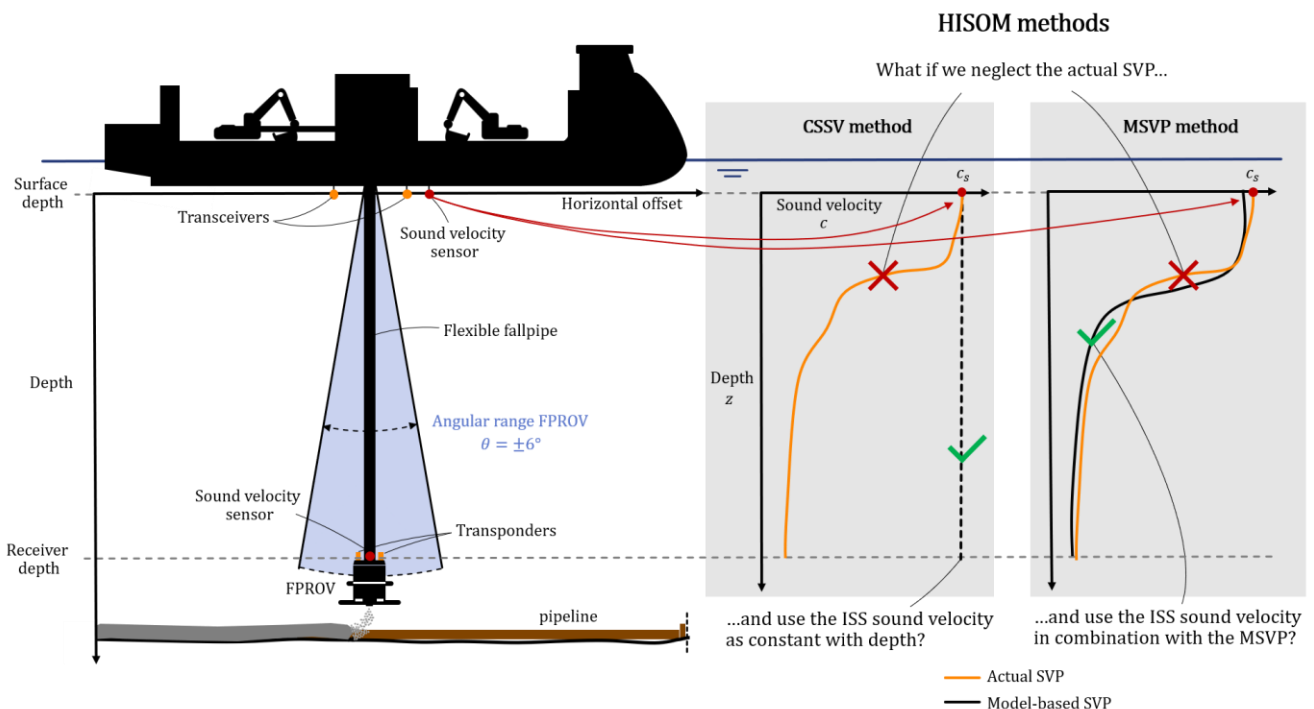 HISOM methods
What if we neglect the actual SVP...
CSSV method
MSVP method
Surface
depth
Transceivers
Sound velocity
sensor
Horizontal offset
Sound velocity
c
c_s
c_s
Flexible fallpipe
Depth
Depth
z
Angular range FPROV
θ = ±6°
Sound velocity
sensor
Transponders
Receiver
depth
FPROV
pipeline
...and use the ISS sound velocity
as constant with depth?
...and use the ISS sound velocity
in combination with the MSVP?
Actual SVP
Model-based SVP